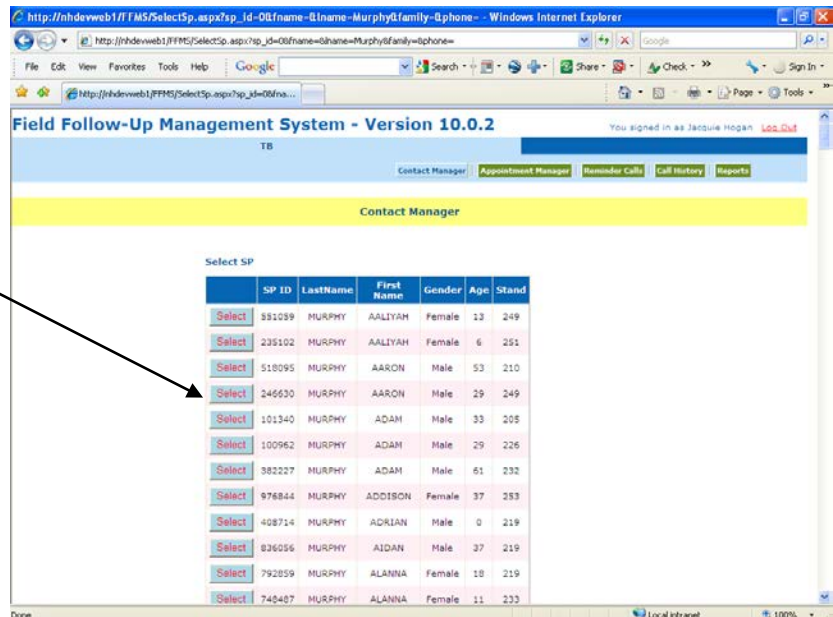 http://nhdevweb1/FFMS/SelectSp.aspx?sp_id=0&fname=&lname=Murphy&family=&phone= - Windows Internet Explorer
http://nhdevweb1/FFMS/SelectSp.aspx?sp_id=0&fname=&lname=Murphy&family=&phone= Google
File Edit View Favorites Tools Help Google Search Share Check >> Sign In
http://nhdevweb1/FFMS/SelectSp.aspx?sp_id=0&fna... Page Tools >>
Field Follow-Up Management System - Version 10.0.2 You signed in as Jacquie Hogan Log Out
TB
Contact Manager Appointment Manager Reminder Calls Call History Reports
Contact Manager
Select SP
SP ID LastName First Name Gender Age Stand
Select 551059 MURPHY AALIYAH Female 13 249
Select 235102 MURPHY AALIYAH Female 6 251
Select 518095 MURPHY AARON Male 53 210
Select 246630 MURPHY AARON Male 29 249
Select 101340 MURPHY ADAM Male 33 205
Select 100962 MURPHY ADAM Male 29 226
Select 382227 MURPHY ADAM Male 61 232
Select 976844 MURPHY ADDISON Female 37 253
Select 408714 MURPHY ADRIAN Male 0 219
Select 836056 MURPHY AIDAN Male 37 219
Select 792859 MURPHY ALANNA Female 18 219
Select 748487 MURPHY ALANNA Female 11 233
Done Local intranet 100%